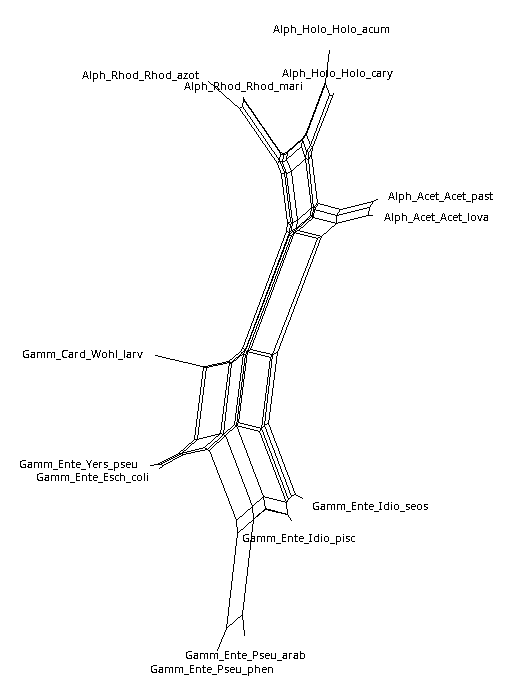 Alph_Holo_Holo_acum
Alph_Rhod_Rhod_azot
Alph_Holo_Holo_cary
Alph_Rhod_Rhod_mari
Alph_Acet_Acet_past
Alph_Acet_Acet_lova
Gamm_Card_Wohl_larv
Gamm_Ente_Yers_pseu
Gamm_Ente_Esch_coli
Gamm_Ente_Idio_seos
Gamm_Ente_Idio_pisc
Gamm_Ente_Pseu_arab
Gamm_Ente_Pseu_phen